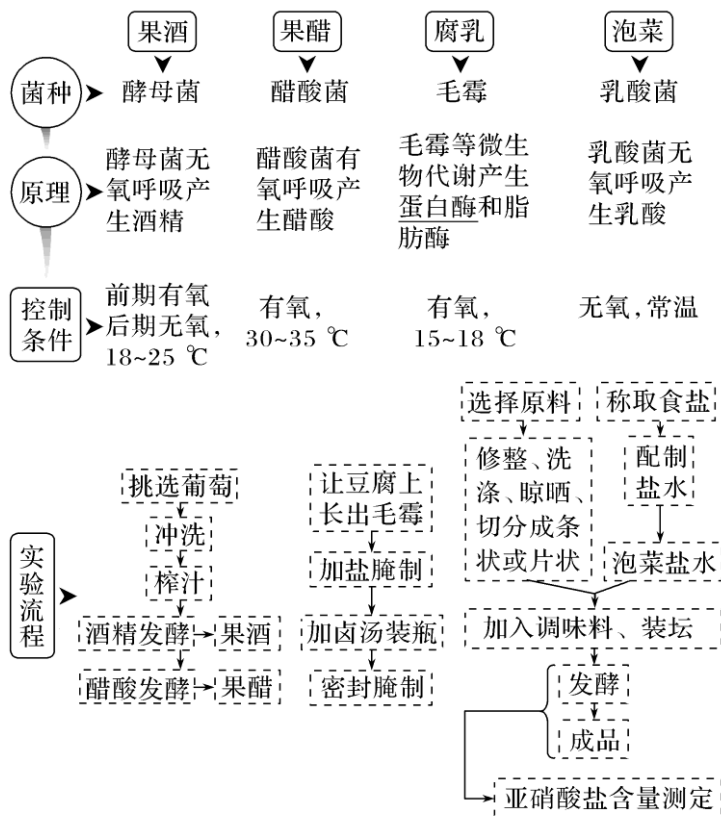 果酒 果醋 腐乳 泡菜
菌种 酵母菌 醋酸菌 毛霉 乳酸菌
原理
酵母菌无
氧呼吸产
生酒精
醋酸菌有
氧呼吸产
生醋酸
毛霉等微生
物代谢产生
蛋白酶和脂
肪酶
乳酸菌无
氧呼吸产
生乳酸
控制
条件
前期有氧
后期无氧,
18~25 ℃
有氧,
30~35 ℃
有氧,
15~18 ℃
无氧,常温
实验流程
挑选葡萄
冲洗
榨汁
酒精发酵 果酒
醋酸发酵 果醋
让豆腐上
长出毛霉
加盐腌制
加卤汤装瓶
密封腌制
选择原料 称取食盐
修整、洗
涤、晾晒、
切分成条
状或片状
配制
盐水
泡菜盐水
加入调味料、装坛
发酵
成品
亚硝酸盐含量测定